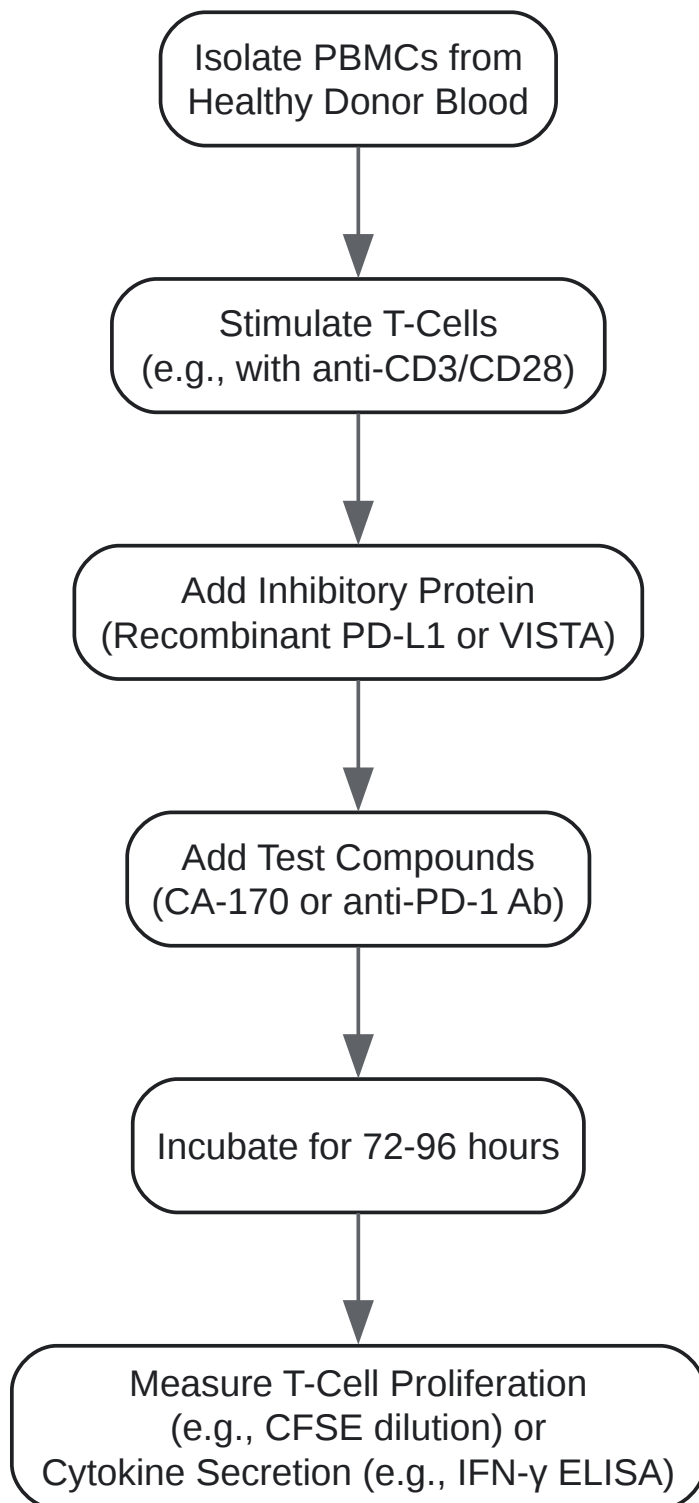 Isolate PBMCs from
Healthy Donor Blood
Stimulate T-Cells
(e.g., with anti-CD3/CD28)
Add Inhibitory Protein
(Recombinant PD-L1 or VISTA)
Add Test Compounds
(CA-170 or anti-PD-1 Ab)
Incubate for 72-96 hours
Measure T-Cell Proliferation
(e.g., CFSE dilution) or
Cytokine Secretion (e.g., IFN-γ ELISA)